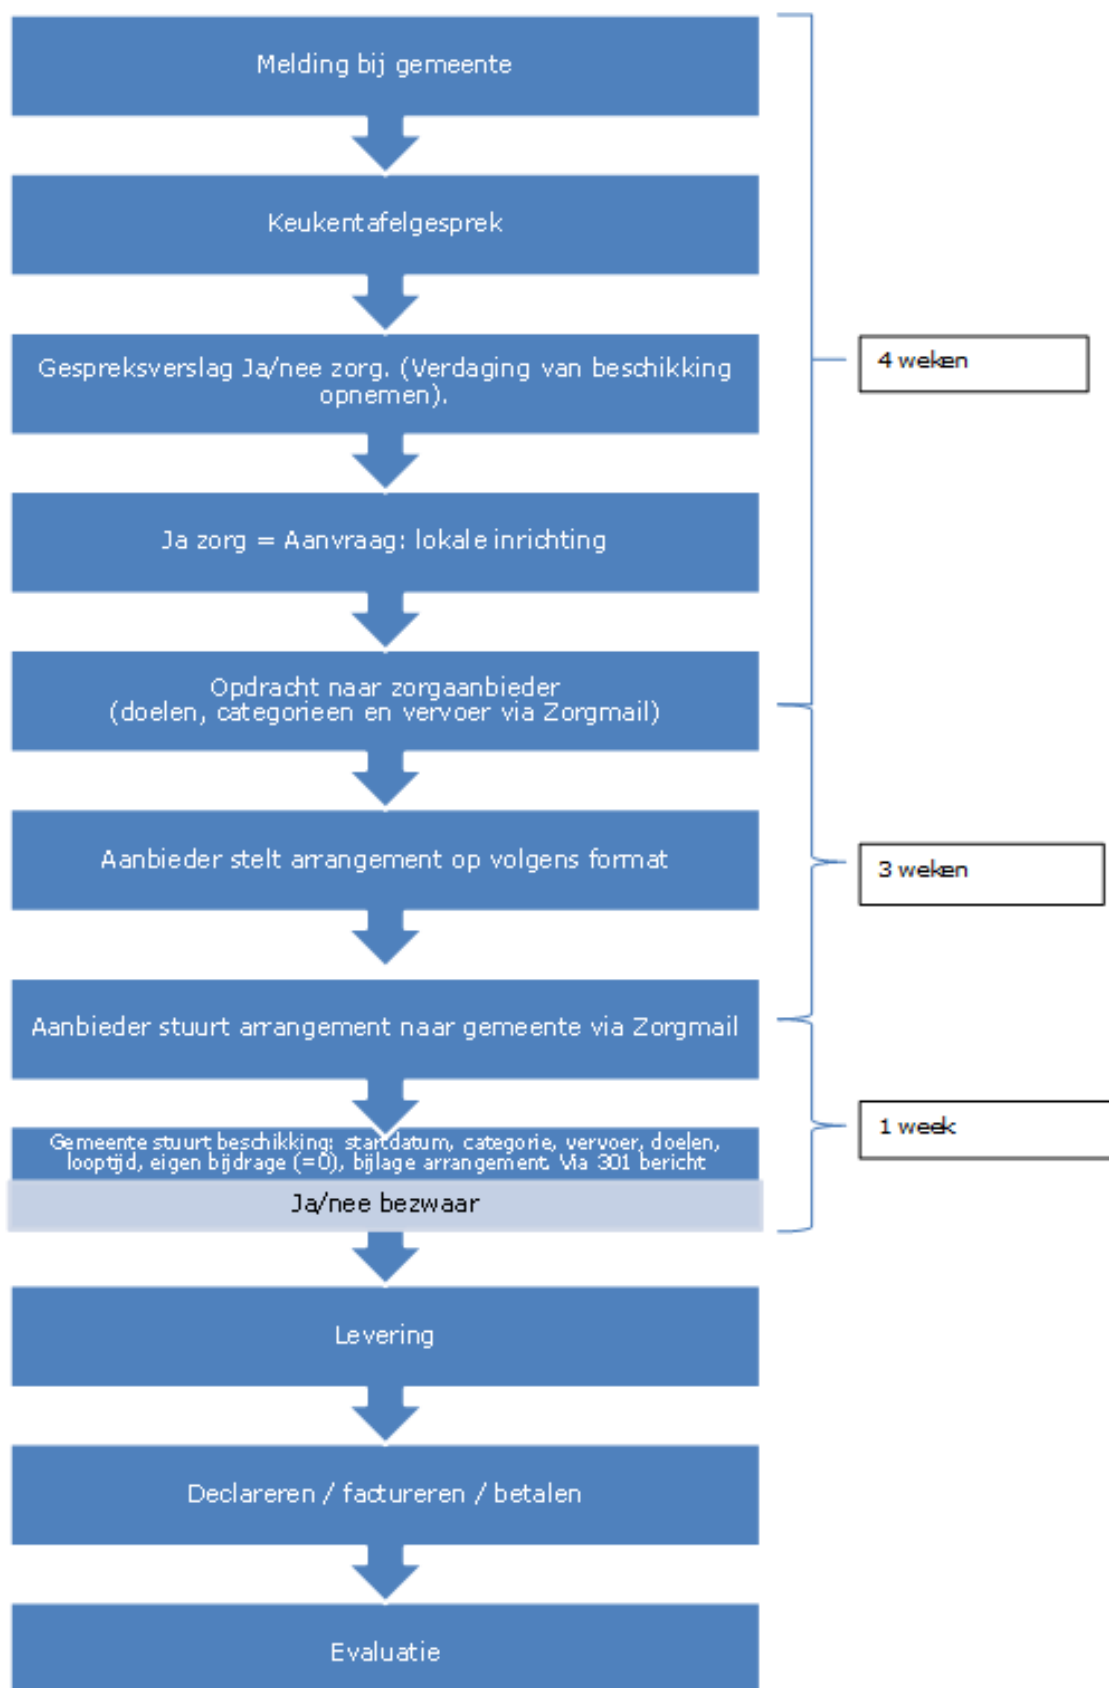 Melding bij gemeente
Keukentafelgesprek
Gespreksverslag Ja/nee zorg. (Verdaging van beschikking
opnemen).
4 weken
Ja zorg = Aanvraag: lokale inrichting
Opdracht naar zorgaanbieder
(doelen, categorieen en vervoer via Zorgmail)
Aanbieder stelt arrangement op volgens format
3 weken
Aanbieder stuurt arrangement naar gemeente via Zorgmail
Gemeente stuurt beschikking: startdatum, categorie, vervoer, doelen,
looptijd, eigen bijdrage (=0), bijlage arrangement. Via 301 bericht
1 week
Ja/nee bezwaar
Levering
Declareren / factureren / betalen
Evaluatie